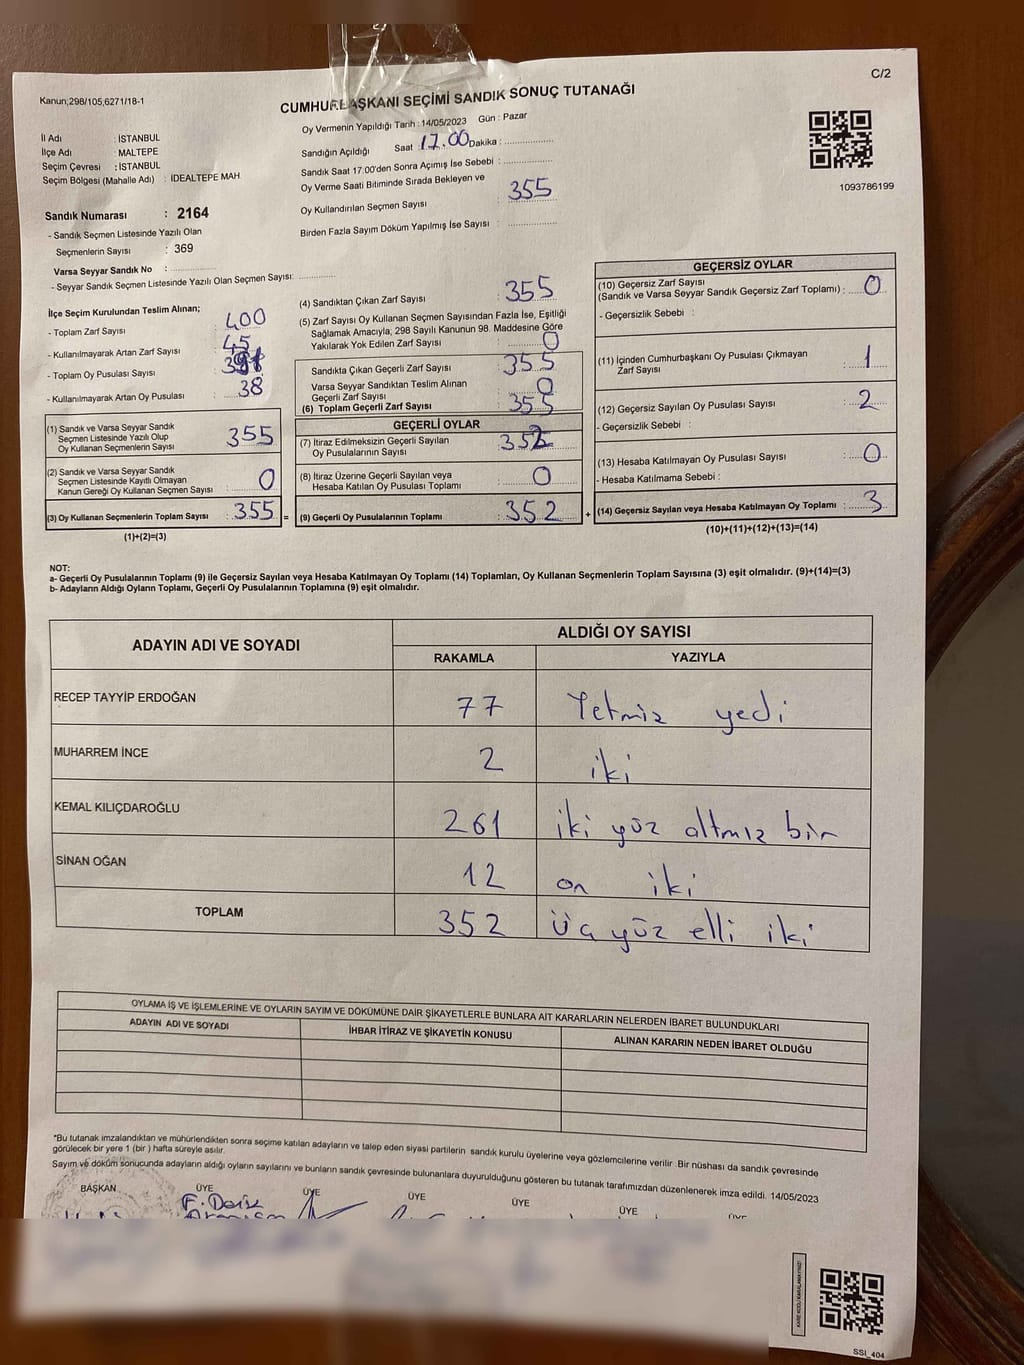 C/2
Kanun;298/105,6271/18-1
CUMHURBAŞKANI SEÇİMİ SANDIK SONUÇ TUTANAĞI
İl Adı : İSTANBUL
İlçe Adı : MALTEPE
Seçim Çevresi : İSTANBUL
Seçim Bölgesi (Mahalle Adı) : İDEALTEPE MAH
Sandık Numarası : 2164
- Sandık Seçmen Listesinde Yazılı Olan
Seçmenlerin Sayısı : 369
Varsa Seyyar Sandık No :
- Seyyar Sandık Seçmen Listesinde Yazılı Olan Seçmen Sayısı:
Oy Vermenin Yapıldığı Tarih : 14/05/2023 Gün : Pazar
Sandığın Açıldığı Saat : 17.00 Dakika :
Sandık Saat 17.00'den Sonra Açımış İse Sebebi :
Oy Verme Saati Bitiminde Sırada Bekleyen ve
Oy Kullandırılan Seçmen Sayısı : 355
Birden Fazla Sayım Döküm Yapılmış İse Sayısı :
1093786199
İlçe Seçim Kurulundan Teslim Alınan;
- Toplam Zarf Sayısı : 400
- Kullanılmayarak Artan Zarf Sayısı : 45
- Toplam Oy Pusulası Sayısı :
- Kullanılmayarak Artan Oy Pusulası : 38
(1) Sandık ve Varsa Seyyar Sandık
Seçmen Listesinde Yazılı Olup
Oy Kullanan Seçmenlerin Sayısı : 355
(2) Sandık ve Varsa Seyyar Sandık
Seçmen Listesinde Kayıtlı Olmayan
Kanun Gereği Oy Kullanan Seçmen Sayısı : 0
(3) Oy Kullanan Seçmenlerin Toplam Sayısı : 355 =
(1)+(2)=(3)
(4) Sandıktan Çıkan Zarf Sayısı : 355
(5) Zarf Sayısı Oy Kullanan Seçmen Sayısından Fazla İse, Eşitliği
Sağlamak Amacıyla; 298 Sayılı Kanunun 98. Maddesine Göre
Yakılarak Yok Edilen Zarf Sayısı : 0
Sandıkta Çıkan Geçerli Zarf Sayısı : 355
Varsa Seyyar Sandıktan Teslim Alınan
Geçerli Zarf Sayısı : 0
(6) Toplam Geçerli Zarf Sayısı : 355
GEÇERLİ OYLAR
(7) İtiraz Edilmeksizin Geçerli Sayılan
Oy Pusulalarının Sayısı : 352
(8) İtiraz Üzerine Geçerli Sayılan veya
Hesaba Katılan Oy Pusulası Toplamı : 0
(9) Geçerli Oy Pusulalarının Toplamı : 352 +
GEÇERSİZ OYLAR
(10) Geçersiz Zarf Sayısı
(Sandık ve Varsa Seyyar Sandık Geçersiz Zarf Toplamı) : 0
- Geçersizlik Sebebi :
(11) İçinden Cumhurbaşkanı Oy Pusulası Çıkmayan
Zarf Sayısı : 1
(12) Geçersiz Sayılan Oy Pusulası Sayısı : 2
- Geçersizlik Sebebi :
(13) Hesaba Katılmayan Oy Pusulası Sayısı : 0
- Hesaba Katılmama Sebebi :
(14) Geçersiz Sayılan veya Hesaba Katılmayan Oy Toplamı : 3
(10)+(11)+(12)+(13)=(14)
NOT:
a- Geçerli Oy Pusulalarının Toplamı (9) ile Geçersiz Sayılan veya Hesaba Katılmayan Oy Toplamı (14) Toplamları, Oy Kullanan Seçmenlerin Toplam Sayısına (3) eşit olmalıdır. (9)+(14)=(3)
b- Adayların Aldığı Oyların Toplamı, Geçerli Oy Pusulalarının Toplamına (9) eşit olmalıdır.
ADAYIN ADI VE SOYADI ALDIĞI OY SAYISI
RAKAMLA YAZIYLA
RECEP TAYYİP ERDOĞAN 77 Yetmiz yedi
MUHARREM İNCE 2 iki
KEMAL KILIÇDAROĞLU 261 iki yüz altmız bir
SİNAN OĞAN 12 on iki
TOPLAM 352 Üç yüz elli iki
OYLAMA İŞ VE İŞLEMLERİNE VE OYLARIN SAYIM VE DÖKÜMÜNE DAİR ŞİKAYETLERLE BUNLARA AİT KARARLARIN NELERDEN İBARET BULUNDUKLARI
ADAYIN ADI VE SOYADI İHBAR İTİRAZ VE ŞİKAYETİN KONUSU ALINAN KARARIN NEDEN İBARET OLDUĞU
*Bu tutanak imzalandıktan ve mühürlendikten sonra seçime katılan adayların ve talep eden siyasi partilerin sandık kurulu üyelerine veya gözlemcilerine verilir. Bir nüshası da sandık çevresinde
görülecek bir yere 1 (bir ) hafta süreyle asılır.
Sayım ve döküm sonucunda adayların aldığı oyların sayılarını ve bunların sandık çevresinde bulunanlara duyurulduğunu gösteren bu tutanak tarafımızdan düzenlenerek imza edildi. 14/05/2023
BAŞKAN ÜYE ÜYE ÜYE ÜYE ÜYE ÜYE
SSI_404